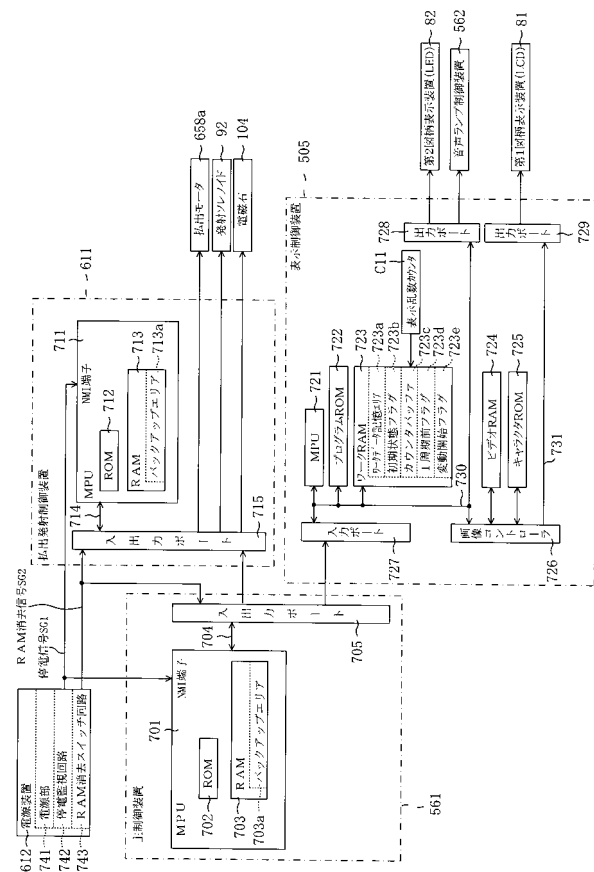 612
電源装置
741
電源部
742
停電監視回路
743
RAM消去スイッチ回路
RAM消去信号SG2
停電信号SG1
611
払出発射制御装置
711
MPU
NMI端子
ROM
712
RAM
713
バックアップエリア
713a
714
入出力ポート
715
払出モータ
658a
発射ソレノイド
92
電磁石
104
主制御装置
561
701
MPU
NMI端子
ROM
702
RAM
703
バックアップエリア
703a
704
入出力ポート
705
表示制御装置
505
MPU
721
プログラムROM
722
ワークRAM
723
ワークデータ記憶エリア
723a
初期状態フラグ
723b
カウンタバッファ
723c
1周期前フラグ
723d
変動開始フラグ
723e
表示乱数カウンタ
C11
730
入力ポート
727
ビデオRAM
724
キャラクタROM
725
画像コントローラ
726
731
出力ポート
728
出力ポート
729
第2図柄表示装置(LED)
82
音声ランプ制御装置
562
第1図柄表示装置(LCD)
81